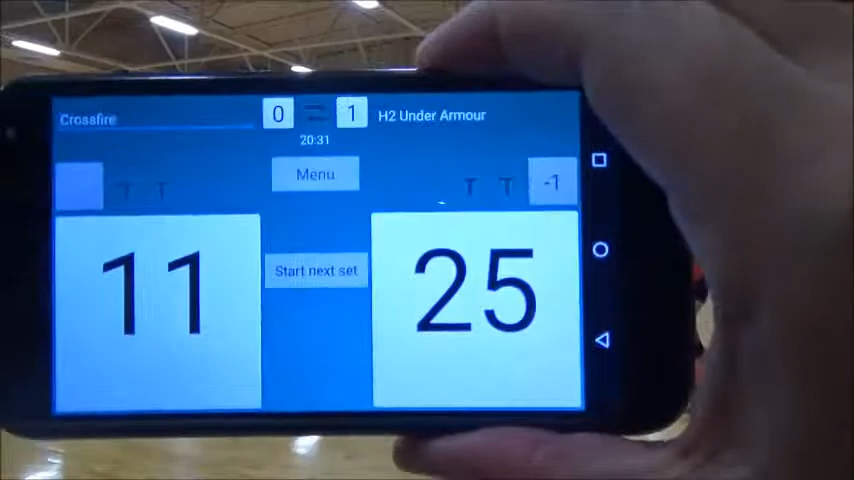 Crossfire 0 1 H2 Under Armour
20:31
T T Menu T T -1
11 Start next set 25